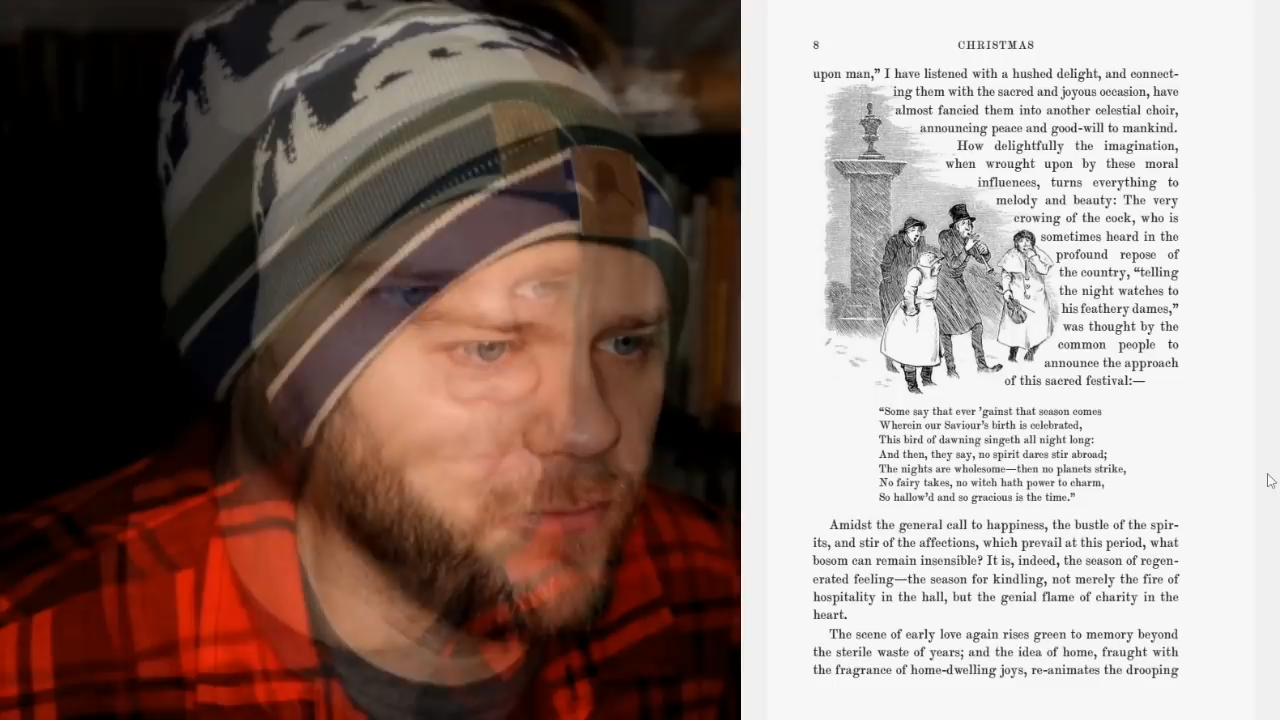 8 CHRISTMAS
upon man,” I have listened with a hushed delight, and connect-
ing them with the sacred and joyous occasion, have
almost fancied them into another celestial choir,
announcing peace and good-will to mankind.
How delightfully the imagination,
when wrought upon by these moral
influences, turns everything to
melody and beauty: The very
crowing of the cock, who is
sometimes heard in the
profound repose of
the country, “telling
the night watches to
his feathery dames,”
was thought by the
common people to
announce the approach
of this sacred festival:—
“Some say that ever ’gainst that season comes
Wherein our Saviour’s birth is celebrated,
This bird of dawning singeth all night long:
And then, they say, no spirit dares stir abroad;
The nights are wholesome—then no planets strike,
No fairy takes, no witch hath power to charm,
So hallow’d and so gracious is the time.”
Amidst the general call to happiness, the bustle of the spir-
its, and stir of the affections, which prevail at this period, what
bosom can remain insensible? It is, indeed, the season of regen-
erated feeling—the season for kindling, not merely the fire of
hospitality in the hall, but the genial flame of charity in the
heart.
The scene of early love again rises green to memory beyond
the sterile waste of years; and the idea of home, fraught with
the fragrance of home-dwelling joys, re-animates the drooping